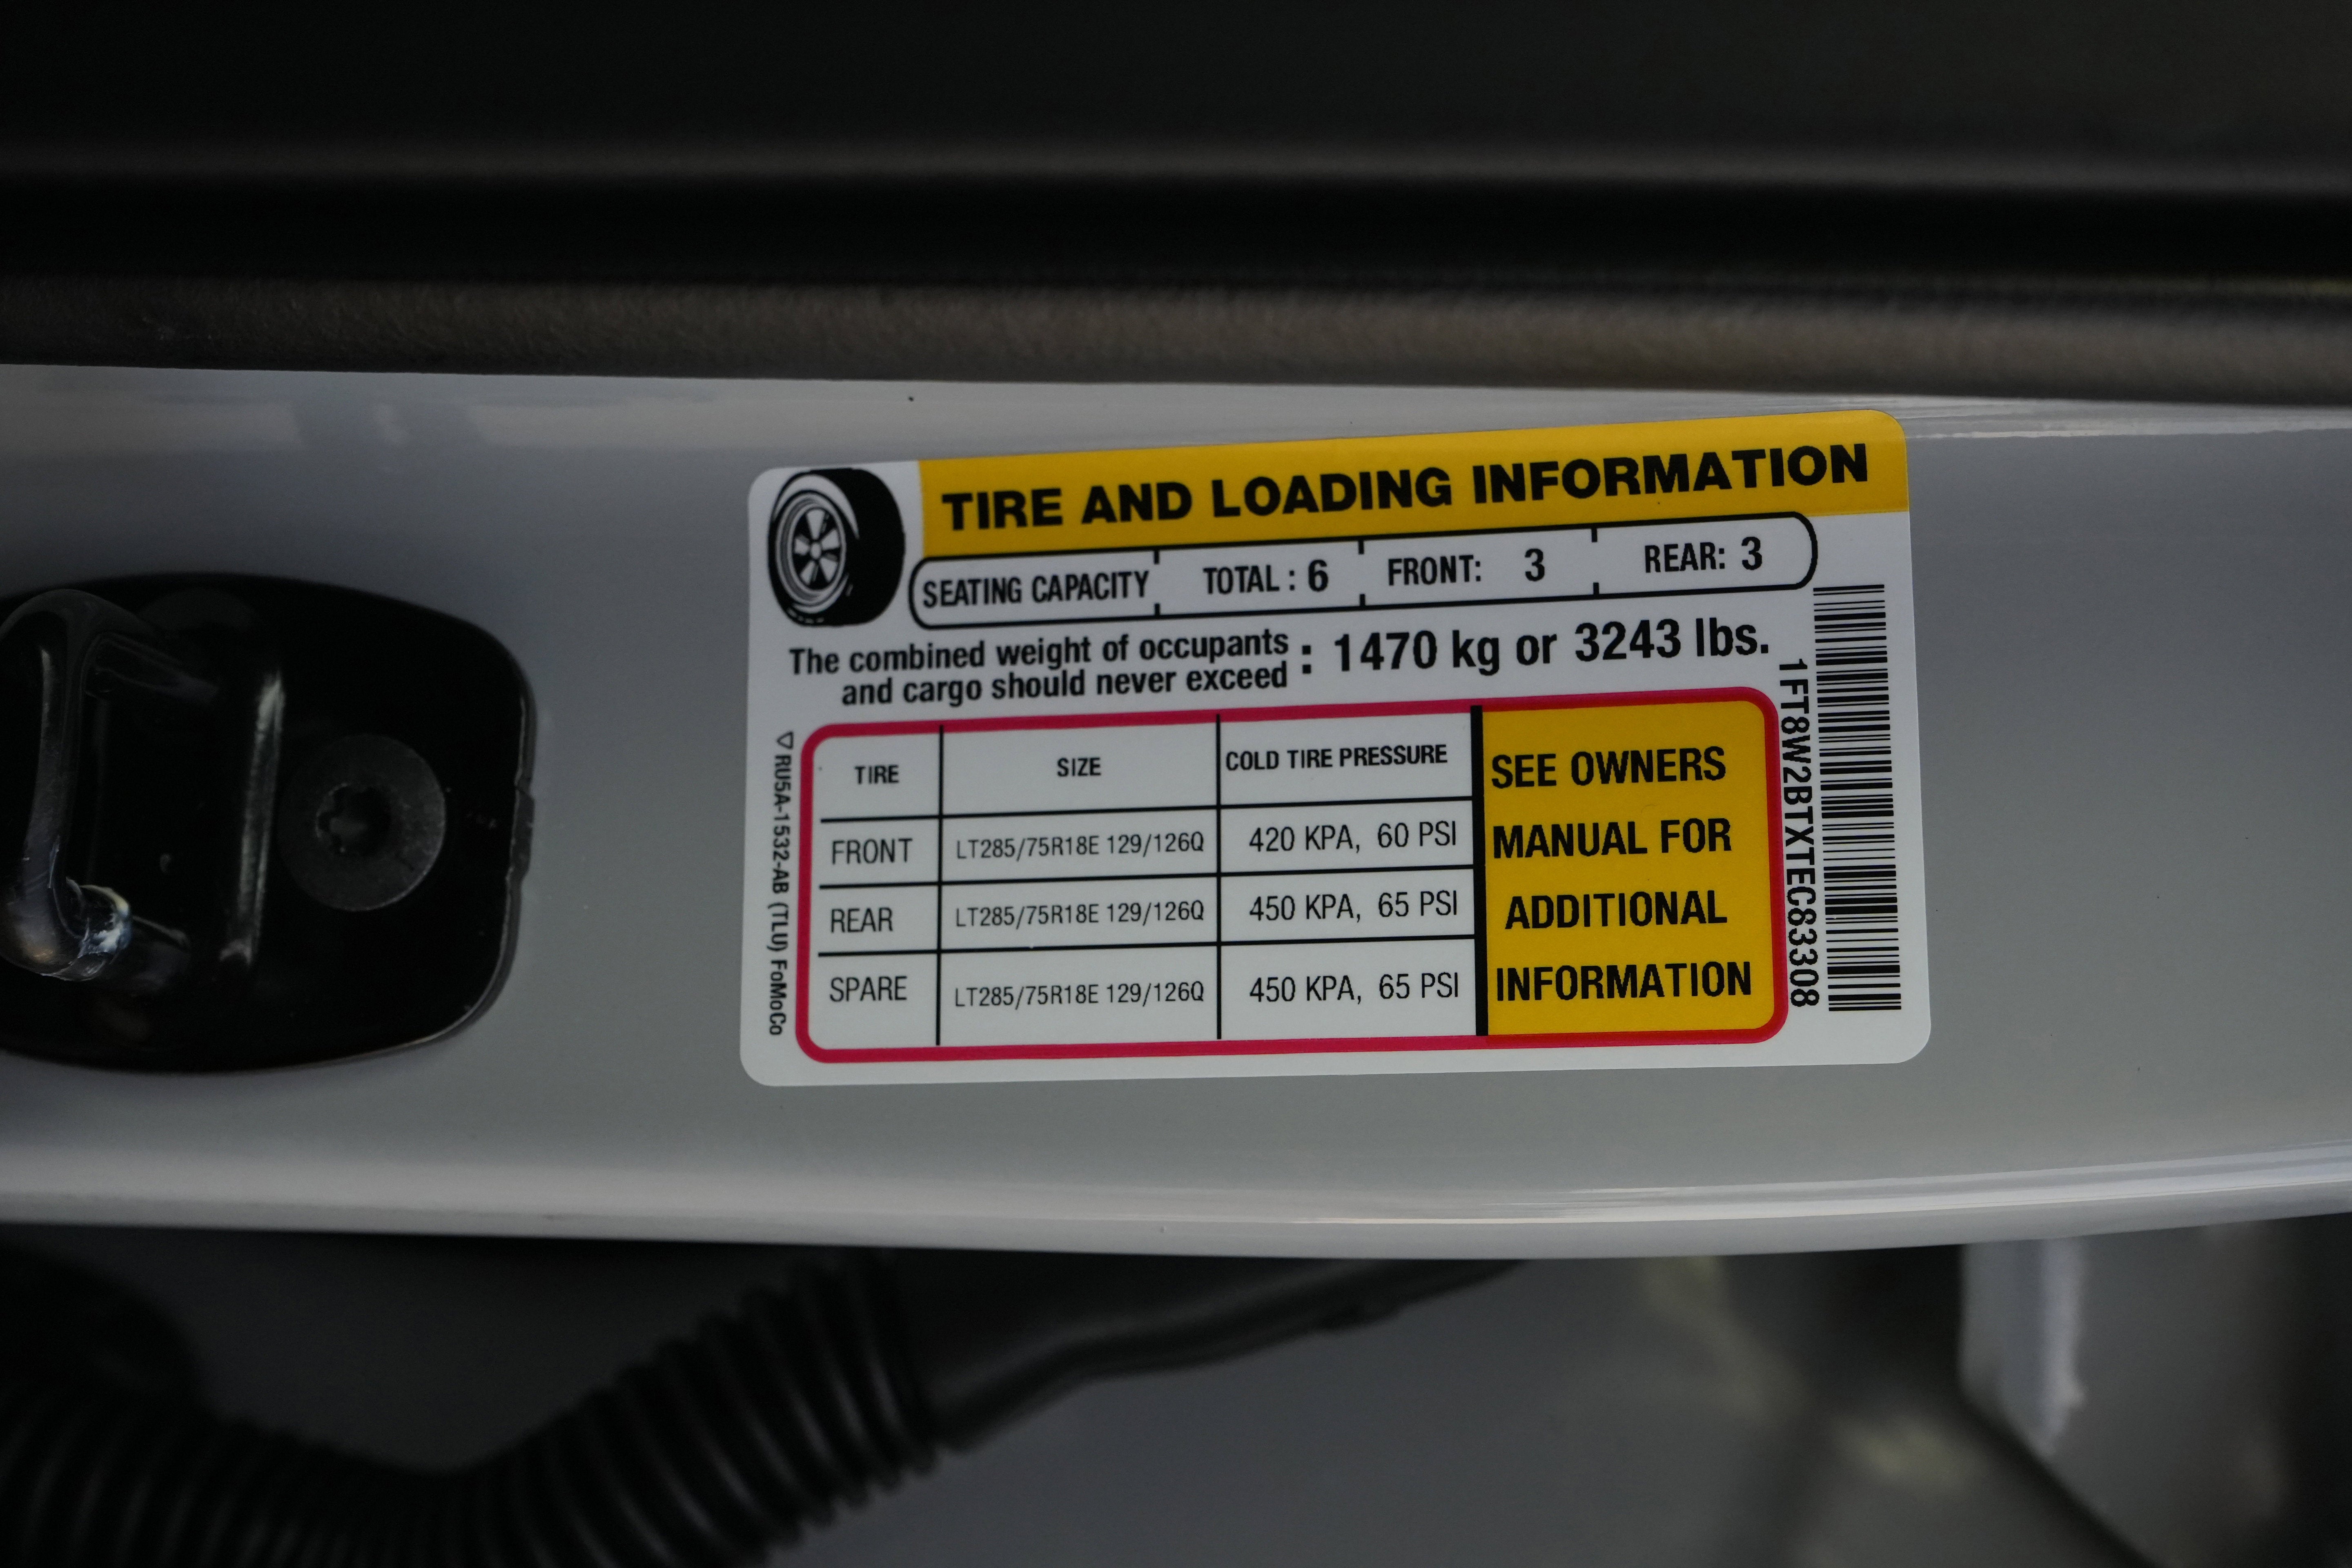 TIRE AND LOADING INFORMATION
SEATING CAPACITY TOTAL : 6 FRONT: 3 REAR: 3
The combined weight of occupants
and cargo should never exceed : 1470 kg or 3243 lbs.
TIRE SIZE COLD TIRE PRESSURE
FRONT LT285/75R18E 129/126Q 420 KPA, 60 PSI
REAR LT285/75R18E 129/126Q 450 KPA, 65 PSI
SPARE LT285/75R18E 129/126Q 450 KPA, 65 PSI
SEE OWNERS
MANUAL FOR
ADDITIONAL
INFORMATION
▽RU5A-1532-AB (TLU) FoMoCo
1FT8W2BTXTEC83308